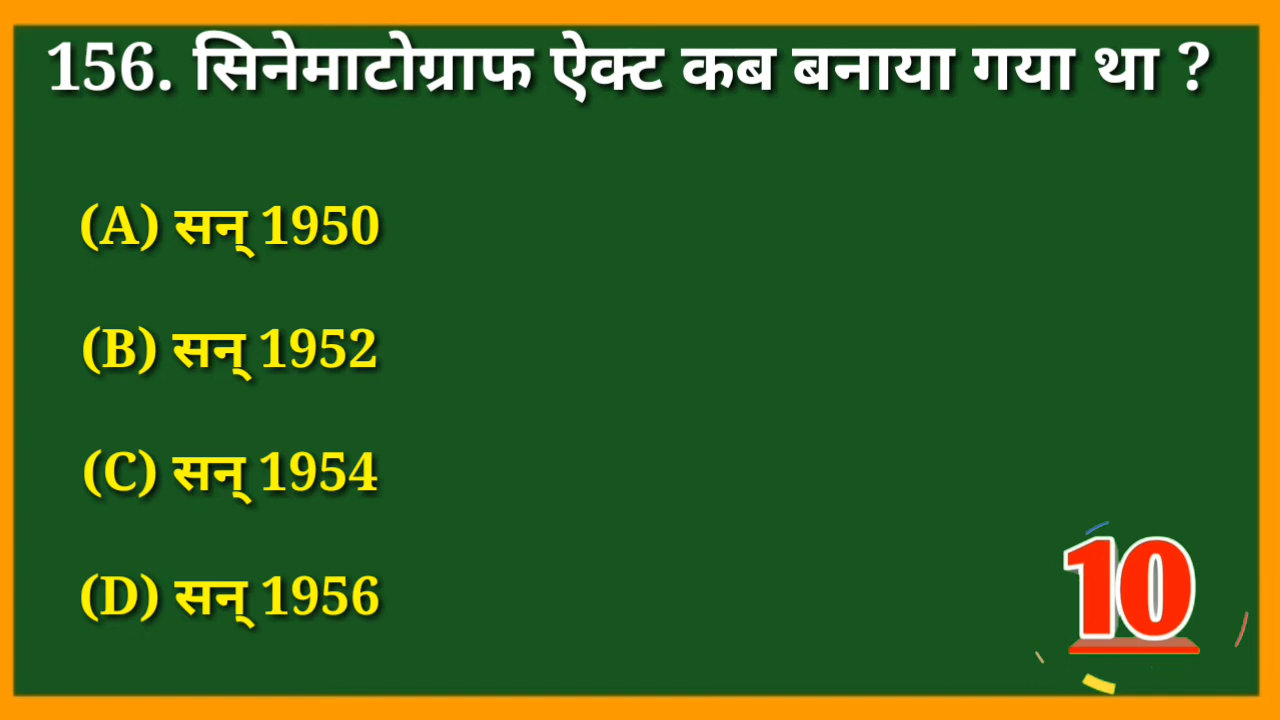 156. सिनेमाटोग्राफ ऐक्ट कब बनाया गया था ?
(A) सन् 1950
(B) सन् 1952
(C) सन् 1954
(D) सन् 1956
10